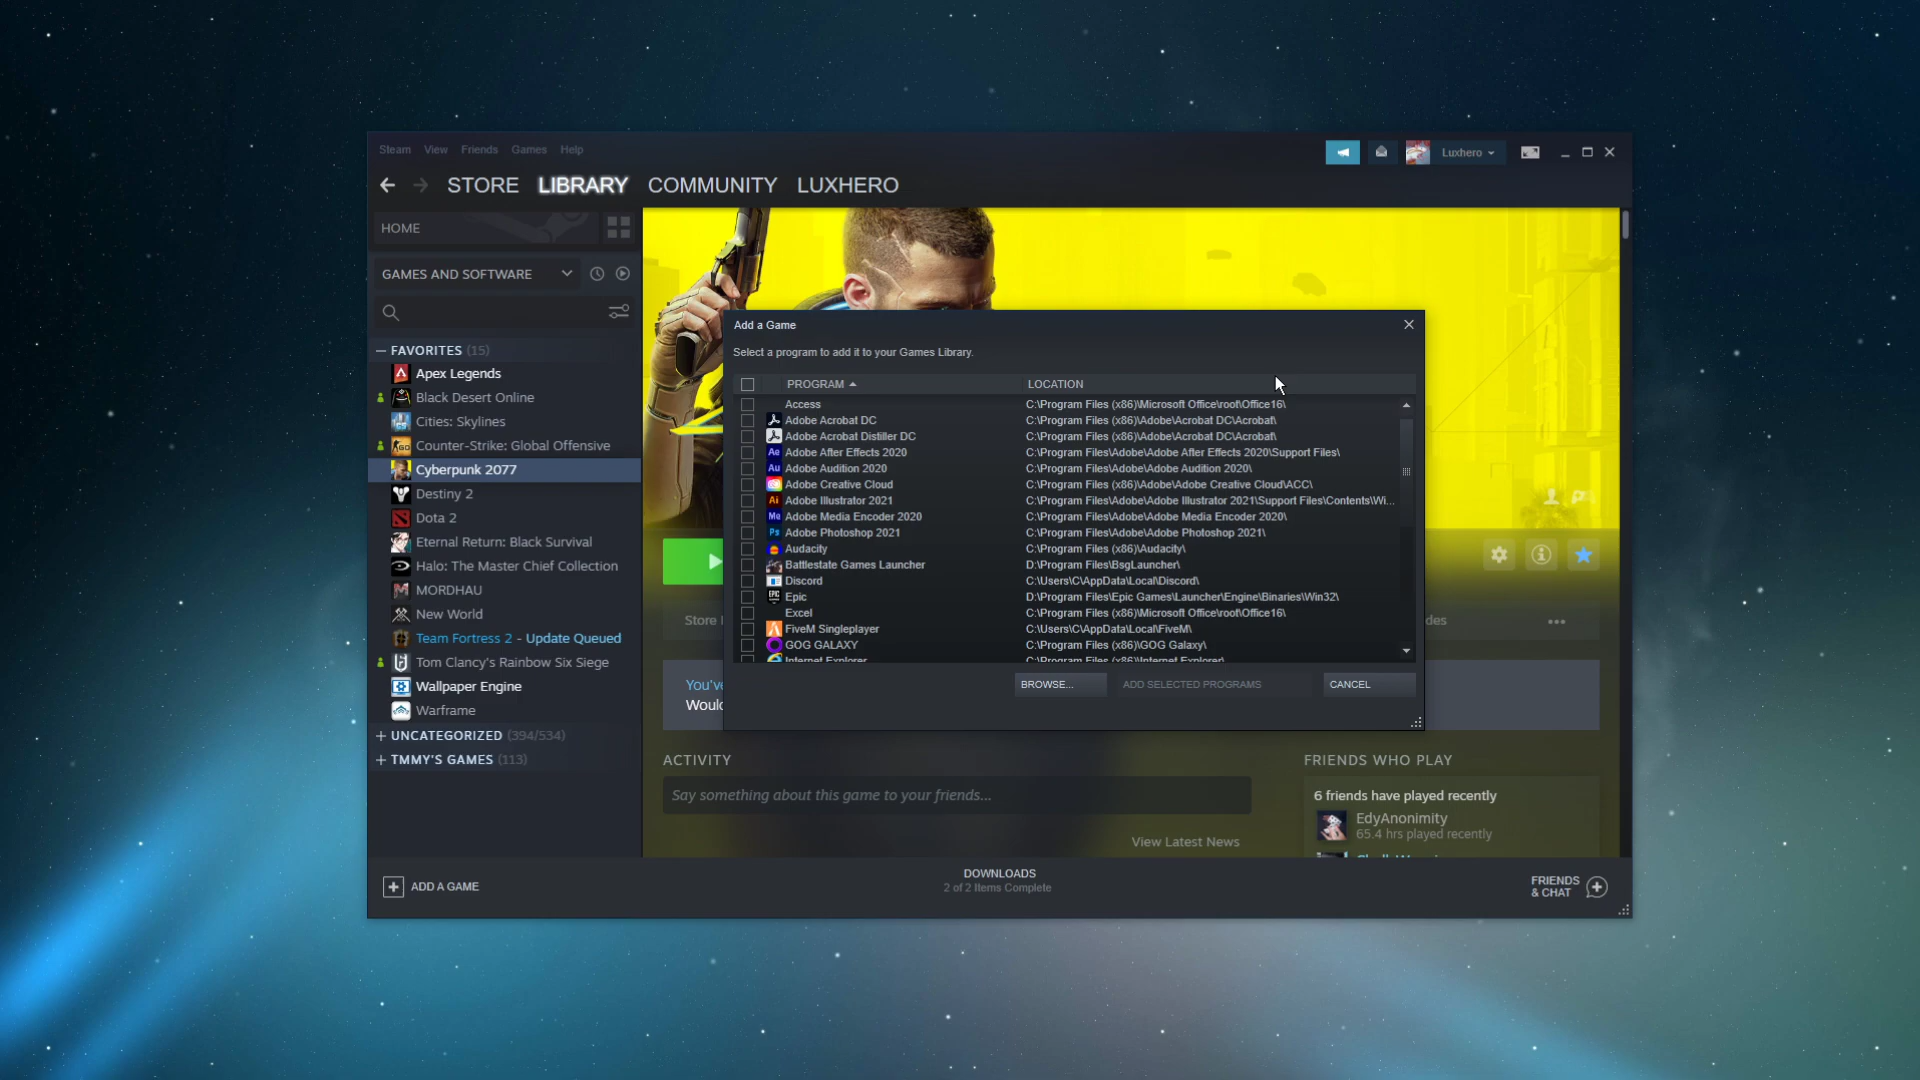 Steam View Friends Games Help
Luxhero
STORE LIBRARY COMMUNITY LUXHERO
HOME
GAMES AND SOFTWARE
FAVORITES (15)
Apex Legends
Black Desert Online
Cities: Skylines
Counter-Strike: Global Offensive
Cyberpunk 2077
Destiny 2
Dota 2
Eternal Return: Black Survival
Halo: The Master Chief Collection
MORDHAU
New World
Team Fortress 2 - Update Queued
Tom Clancy's Rainbow Six Siege
Wallpaper Engine
Warframe
UNCATEGORIZED (394/534)
TMMY'S GAMES (113)
Add a Game
Select a program to add it to your Games Library.
PROGRAM LOCATION
Access C:\Program Files (x86)\Microsoft Office\root\Office16\
Adobe Acrobat DC C:\Program Files (x86)\Adobe\Acrobat DC\Acrobat\
Adobe Acrobat Distiller DC C:\Program Files (x86)\Adobe\Acrobat DC\Acrobat\
Ae Adobe After Effects 2020 C:\Program Files\Adobe\Adobe After Effects 2020\Support Files\
Au Adobe Audition 2020 C:\Program Files\Adobe\Adobe Audition 2020\
Adobe Creative Cloud C:\Program Files (x86)\Adobe\Adobe Creative Cloud\ACC\
Ai Adobe Illustrator 2021 C:\Program Files\Adobe\Adobe Illustrator 2021\Support Files\Contents\Wi...
Me Adobe Media Encoder 2020 C:\Program Files\Adobe\Adobe Media Encoder 2020\
Ps Adobe Photoshop 2021 C:\Program Files\Adobe\Adobe Photoshop 2021\
Audacity C:\Program Files (x86)\Audacity\
Battlestate Games Launcher D:\Program Files\BsgLauncher\
Discord C:\Users\C\AppData\Local\Discord\
EPIC Epic D:\Program Files\Epic Games\Launcher\Engine\Binaries\Win32\
Excel C:\Program Files (x86)\Microsoft Office\root\Office16\
FiveM Singleplayer C:\Users\C\AppData\Local\FiveM\
GOG GALAXY C:\Program Files (x86)\GOG Galaxy\
Internet Explorer C:\Program Files (x86)\Internet Explorer\
BROWSE... ADD SELECTED PROGRAMS CANCEL
Store
des
You've
Would
ACTIVITY
Say something about this game to your friends...
View Latest News
FRIENDS WHO PLAY
6 friends have played recently
EdyAnonimity
65.4 hrs played recently
ADD A GAME
DOWNLOADS
2 of 2 Items Complete
FRIENDS
& CHAT